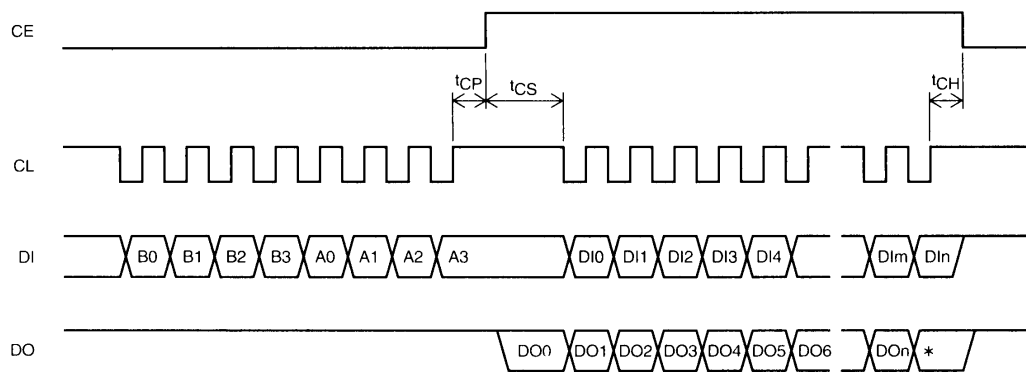 CE
tCP
tCS
tCH
CL
DI B0 B1 B2 B3 A0 A1 A2 A3 DI0 DI1 DI2 DI3 DI4 DIm DIn
DO DO0 DO1 DO2 DO3 DO4 DO5 DO6 DOn *